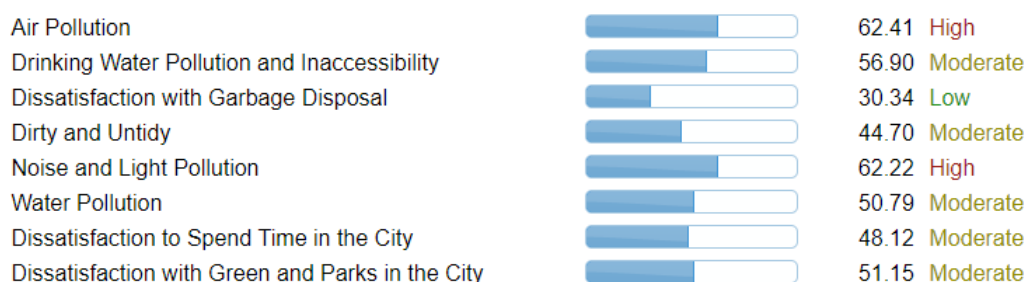 Air Pollution 62.41 High
Drinking Water Pollution and Inaccessibility 56.90 Moderate
Dissatisfaction with Garbage Disposal 30.34 Low
Dirty and Untidy 44.70 Moderate
Noise and Light Pollution 62.22 High
Water Pollution 50.79 Moderate
Dissatisfaction to Spend Time in the City 48.12 Moderate
Dissatisfaction with Green and Parks in the City 51.15 Moderate